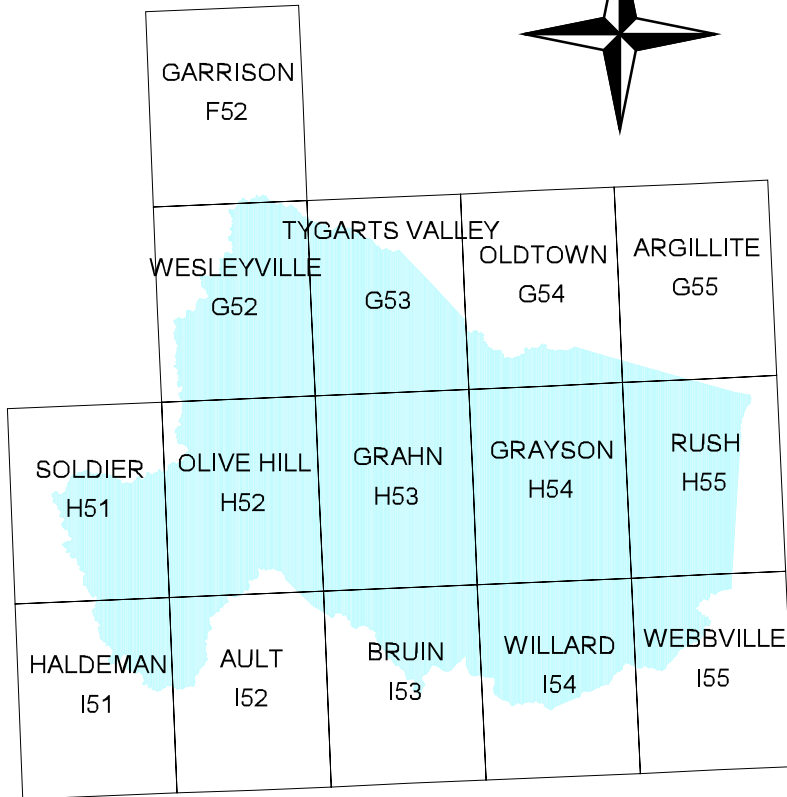 GARRISON
F52
TYGARTS VALLEY
G53
WESLEYVILLE
G52
OLDTOWN
G54
ARGILLITE
G55
SOLDIER
H51
OLIVE HILL
H52
GRAHN
H53
GRAYSON
H54
RUSH
H55
HALDEMAN
I51
AULT
I52
BRUIN
I53
WILLARD
I54
WEBBVILLE
I55